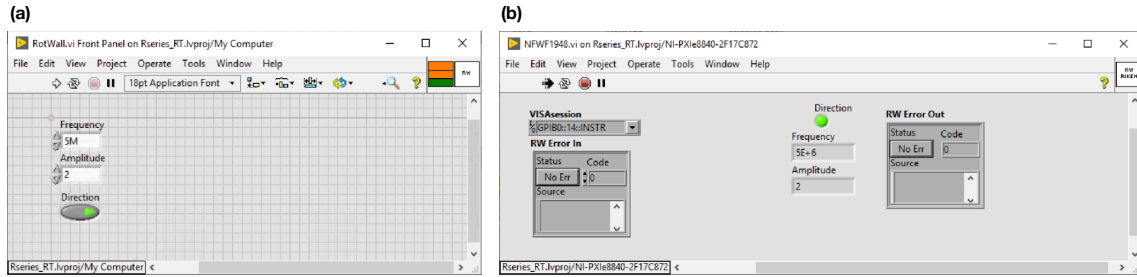 (a)
RotWall.vi Front Panel on Rseries_RT.lvproj/My Computer
File Edit View Project Operate Tools Window Help
18pt Application Font
RW
Frequency
5M
Amplitude
2
Direction
Rseries_RT.lvproj/My Computer
(b)
NFWF1948.vi on Rseries_RT.lvproj/NI-PXIe8840-2F17C872
File Edit View Project Operate Tools Window Help
RW
RIKEN
VISAsession
GPIB0::14::INSTR
RW Error In
Status Code
No Err 0
Source
Direction
Frequency
5E+6
Amplitude
2
RW Error Out
Status Code
No Err 0
Source
Rseries_RT.lvproj/NI-PXIe8840-2F17C872